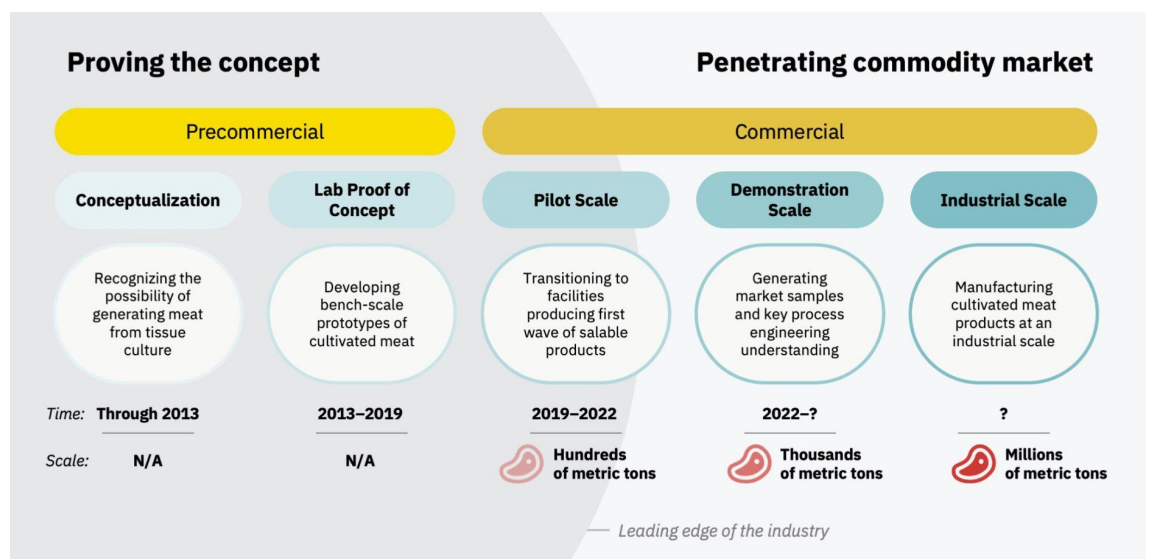 Proving the concept
Penetrating commodity market
Precommercial
Commercial
Conceptualization
Lab Proof of
Concept
Pilot Scale
Demonstration
Scale
Industrial Scale
Recognizing the
possibility of
generating meat
from tissue
culture
Developing
bench-scale
prototypes of
cultivated meat
Transitioning to
facilities
producing first
wave of salable
products
Generating
market samples
and key process
engineering
understanding
Manufacturing
cultivated meat
products at an
industrial scale
Time: Through 2013
2013–2019
2019–2022
2022–?
?
Scale: N/A
N/A
Hundreds
of metric tons
Thousands
of metric tons
Millions
of metric tons
Leading edge of the industry